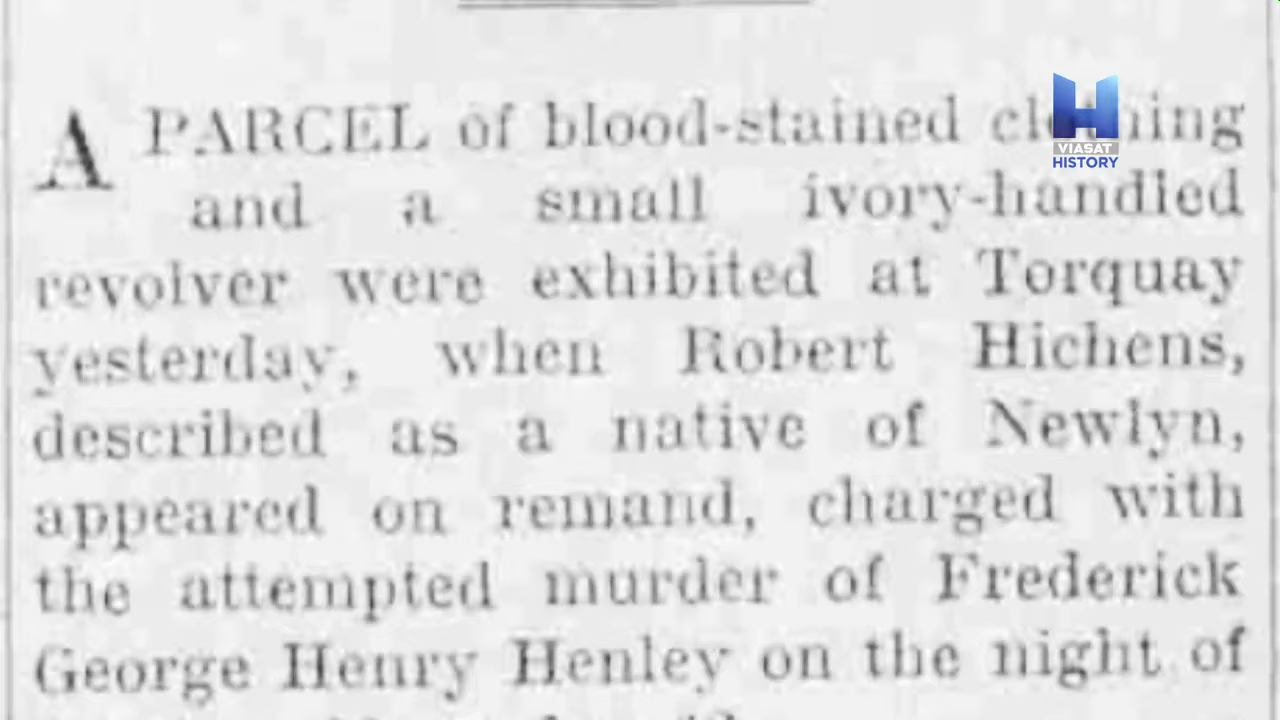 A PARCEL of blood-stained clothing
and a small ivory-handled
revolver were exhibited at Torquay
yesterday, when Robert Hichens,
described as a native of Newlyn,
appeared on remand, charged with
the attempted murder of Frederick
George Henry Henley on the night of
H
VIASAT
HISTORY